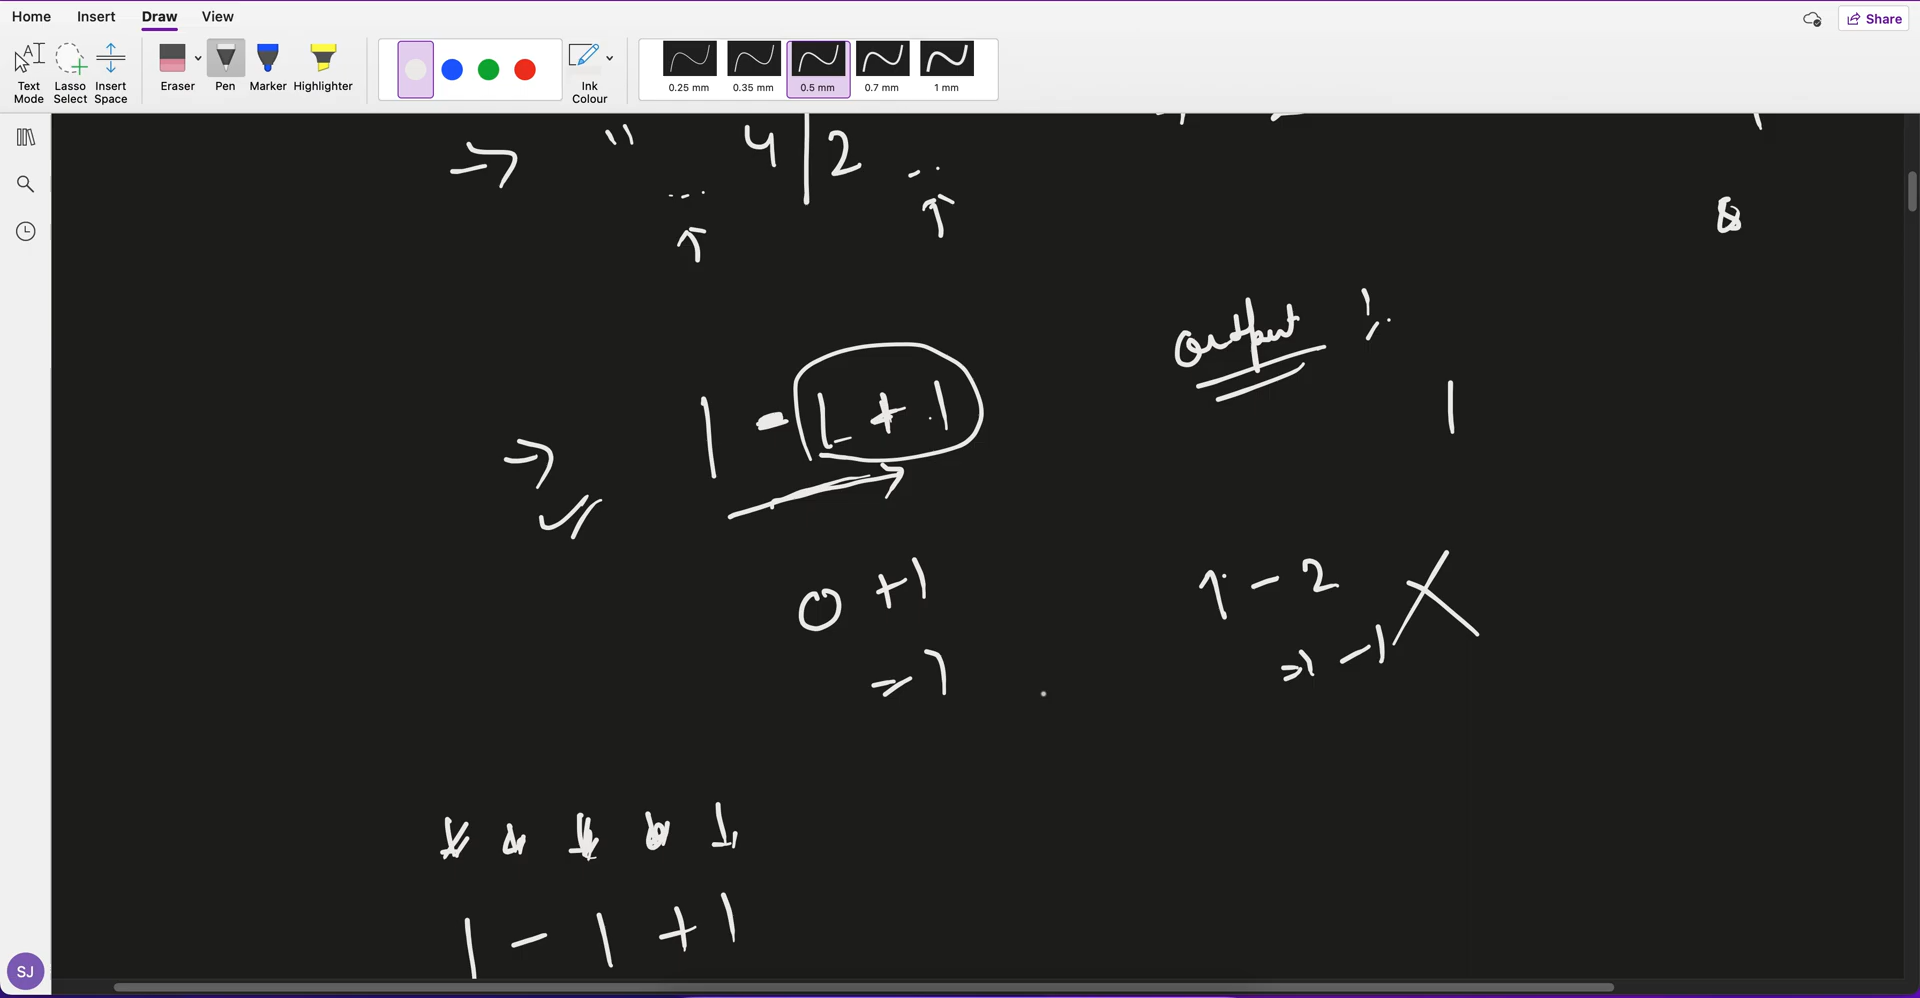 Home Insert Draw View Share
Text Mode Lasso Select Insert Space Eraser Pen Marker Highlighter Ink Colour 0.25 mm 0.35 mm 0.5 mm 0.7 mm 1 mm
→ " 4 | 2 ...
... ↑
↑
Output :
→ 1 - 1 + 1 1
0 + 1 1 - 2
= 1 ⇒ -1
1 - 1 + 1
SJ